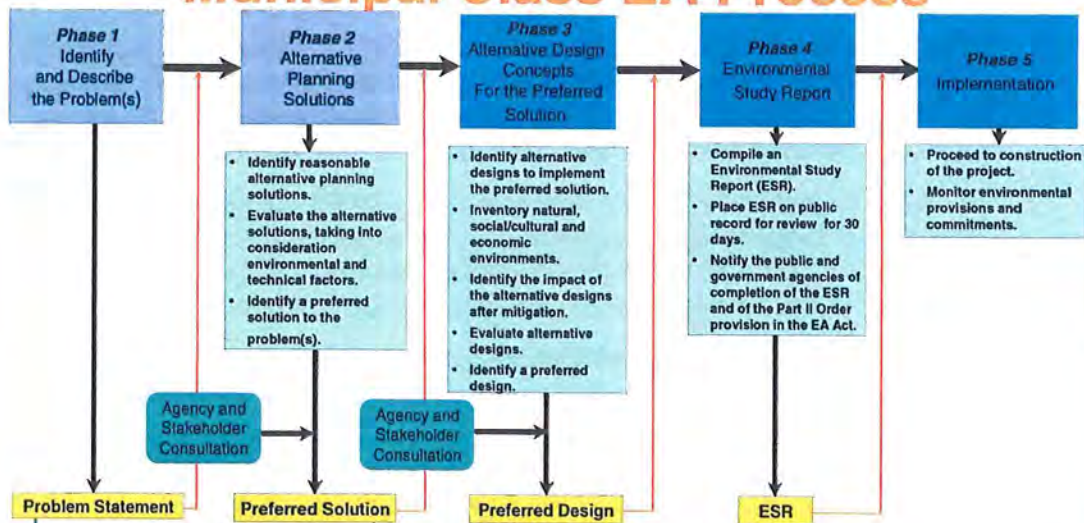 Municipal Class EA Process
Phase 1
Identify
and Describe
the Problem(s)
Phase 2
Alternative
Planning
Solutions
Phase 3
Alternative Design
Concepts
For the Preferred
Solution
Phase 4
Environmental
Study Report
Phase 5
Implementation
• Identify reasonable
alternative planning
solutions.
• Evaluate the alternative
solutions, taking into
consideration
environmental and
technical factors.
• Identify a preferred
solution to the
problem(s).
• Identify alternative
designs to implement
the preferred solution.
• Inventory natural,
social/cultural and
economic
environments.
• Identify the impact of
the alternative designs
after mitigation.
• Evaluate alternative
designs.
• Identify a preferred
design.
• Compile an
Environmental Study
Report (ESR).
• Place ESR on public
record for review for 30
days.
• Notify the public and
government agencies of
completion of the ESR
and of the Part II Order
provision in the EA Act.
• Proceed to construction
of the project.
• Monitor environmental
provisions and
commitments.
Agency and
Stakeholder
Consultation
Agency and
Stakeholder
Consultation
Problem Statement
Preferred Solution
Preferred Design
ESR